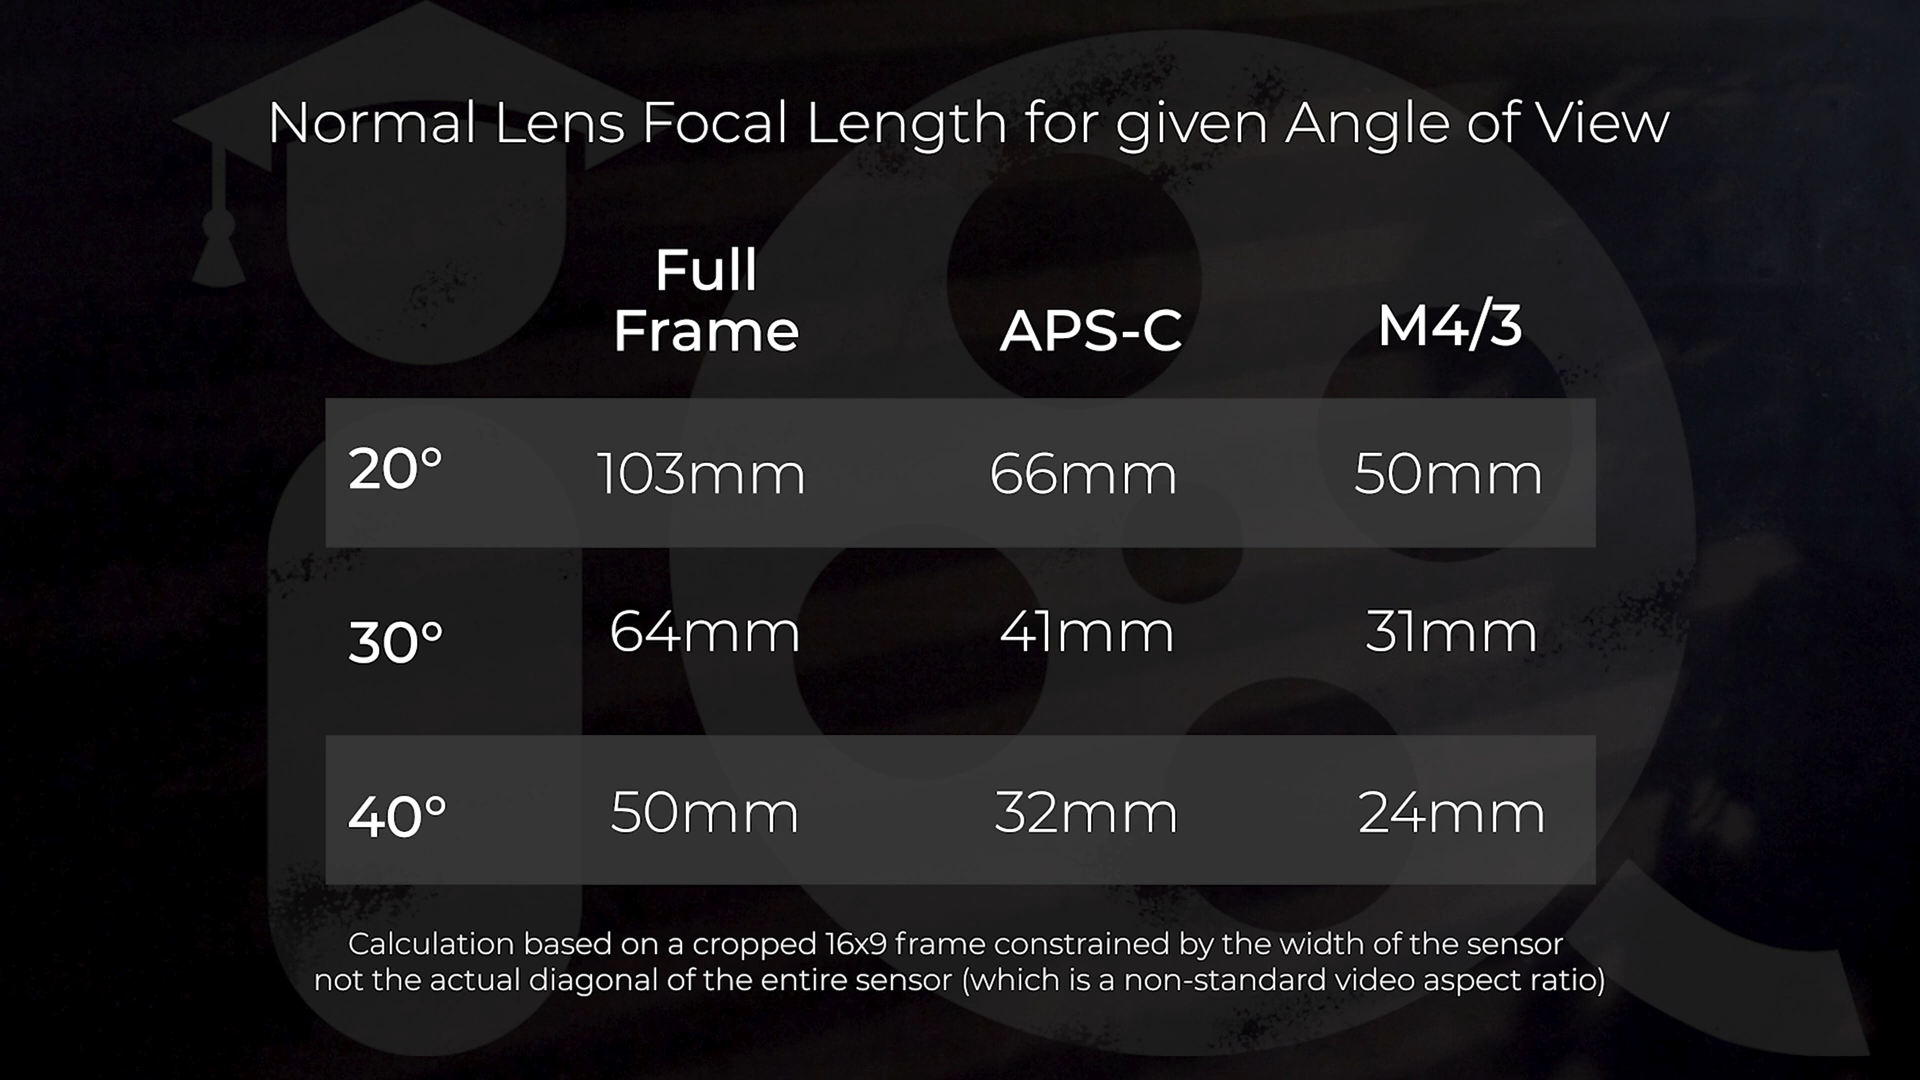 Normal Lens Focal Length for given Angle of View
Full
Frame
APS-C
M4/3
20°
103mm
66mm
50mm
30°
64mm
41mm
31mm
40°
50mm
32mm
24mm
Calculation based on a cropped 16x9 frame constrained by the width of the sensor
not the actual diagonal of the entire sensor (which is a non-standard video aspect ratio)